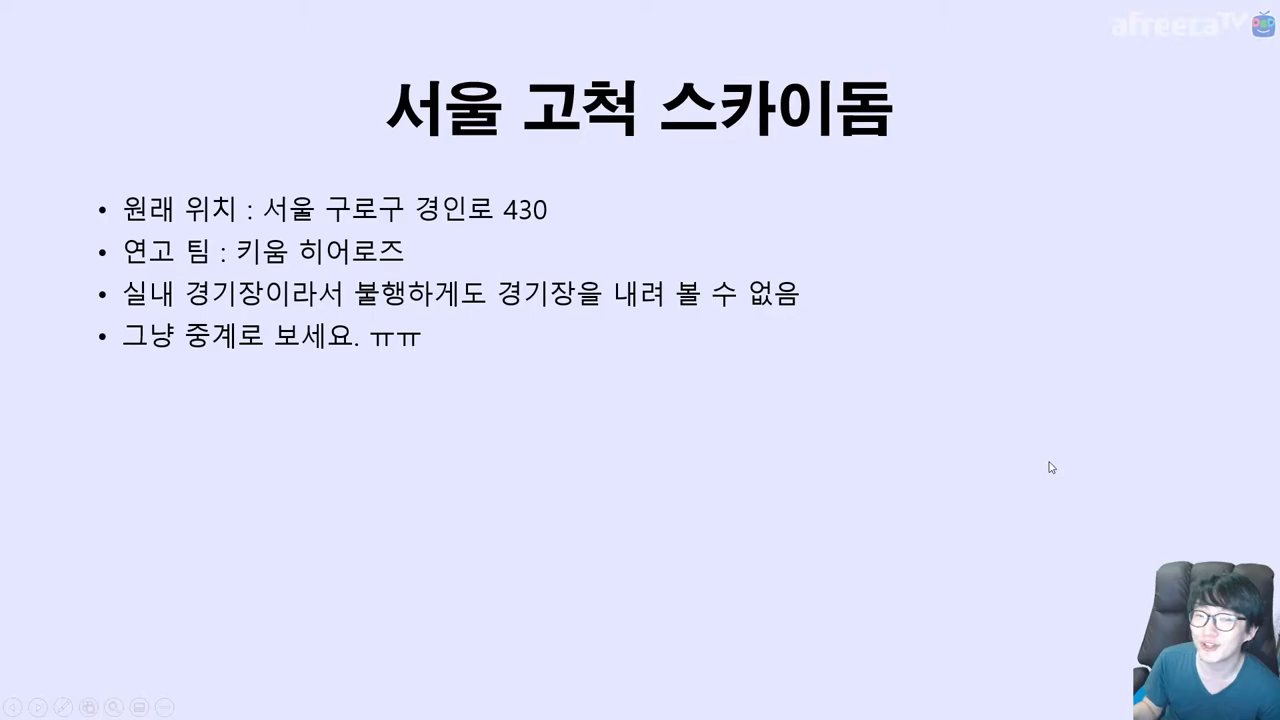 afreecaTV
서울 고척 스카이돔
• 원래 위치 : 서울 구로구 경인로 430
• 연고 팀 : 키움 히어로즈
• 실내 경기장이라서 불행하게도 경기장을 내려 볼 수 없음
• 그냥 중계로 보세요. ㅠㅠ